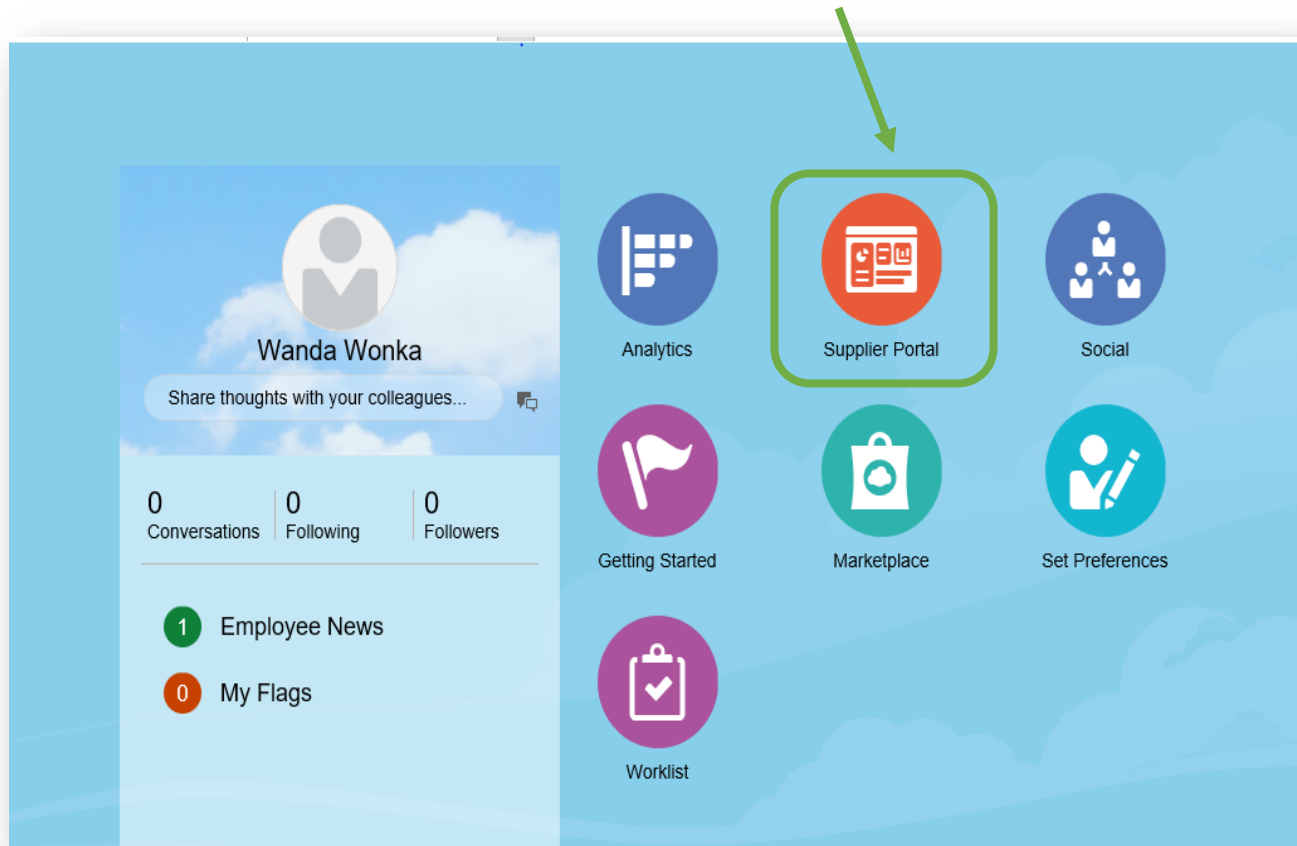 Wanda Wonka
Share thoughts with your colleagues...
0
Conversations
0
Following
0
Followers
1 Employee News
0 My Flags
Analytics
Supplier Portal
Social
Getting Started
Marketplace
Set Preferences
Worklist